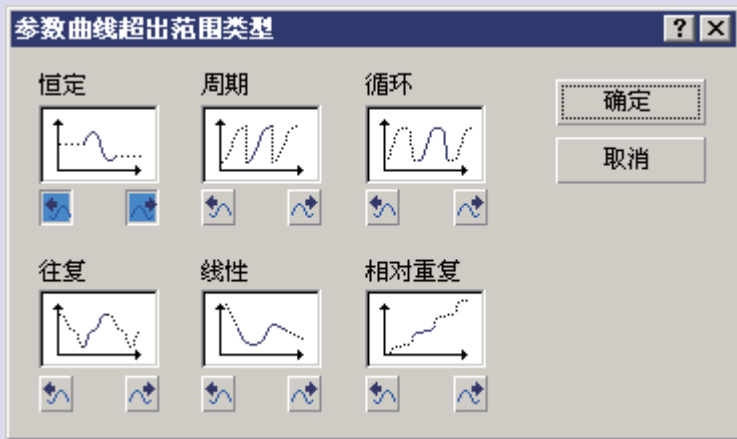 参数曲线超出范围类型
恒定 周期 循环
确定
取消
往复 线性 相对重复